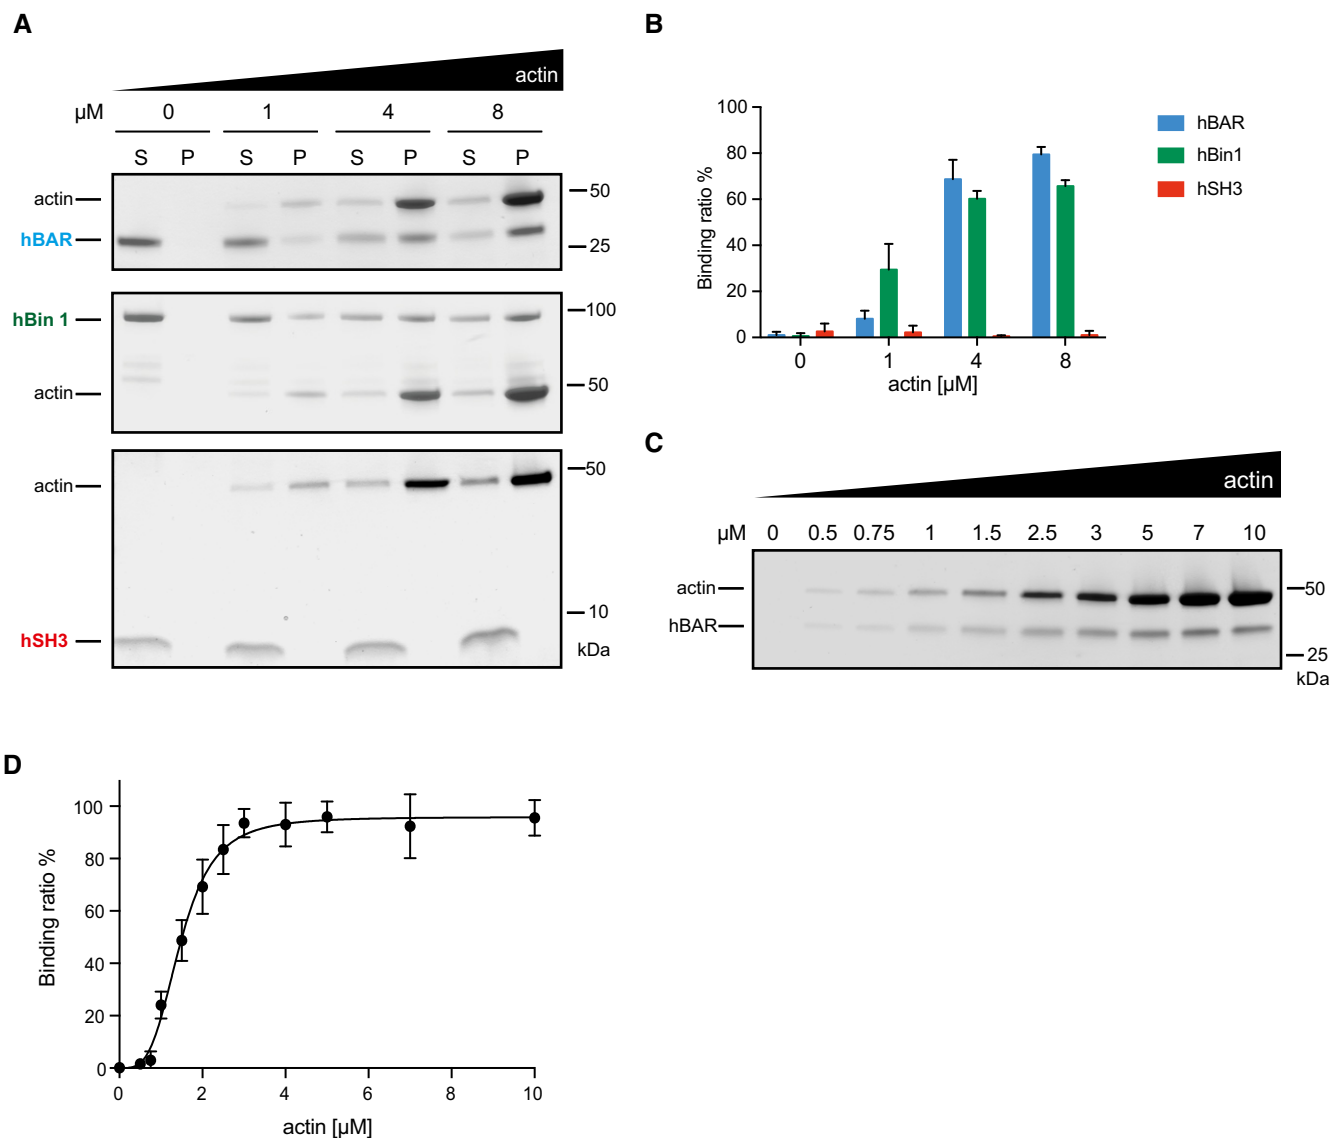 A
actin
µM 0 1 4 8
S P S P S P S P
actin 50
hBAR 25
hBin 1 100
actin 50
actin 50
10
hSH3 kDa
B
Binding ratio %
100
80
60
40
20
0
0 1 4 8
actin [µM]
hBAR
hBin1
hSH3
C
actin
µM 0 0.5 0.75 1 1.5 2.5 3 5 7 10
actin 50
hBAR
25
kDa
D
Binding ratio %
100
80
60
40
20
0
0 2 4 6 8 10
actin [µM]